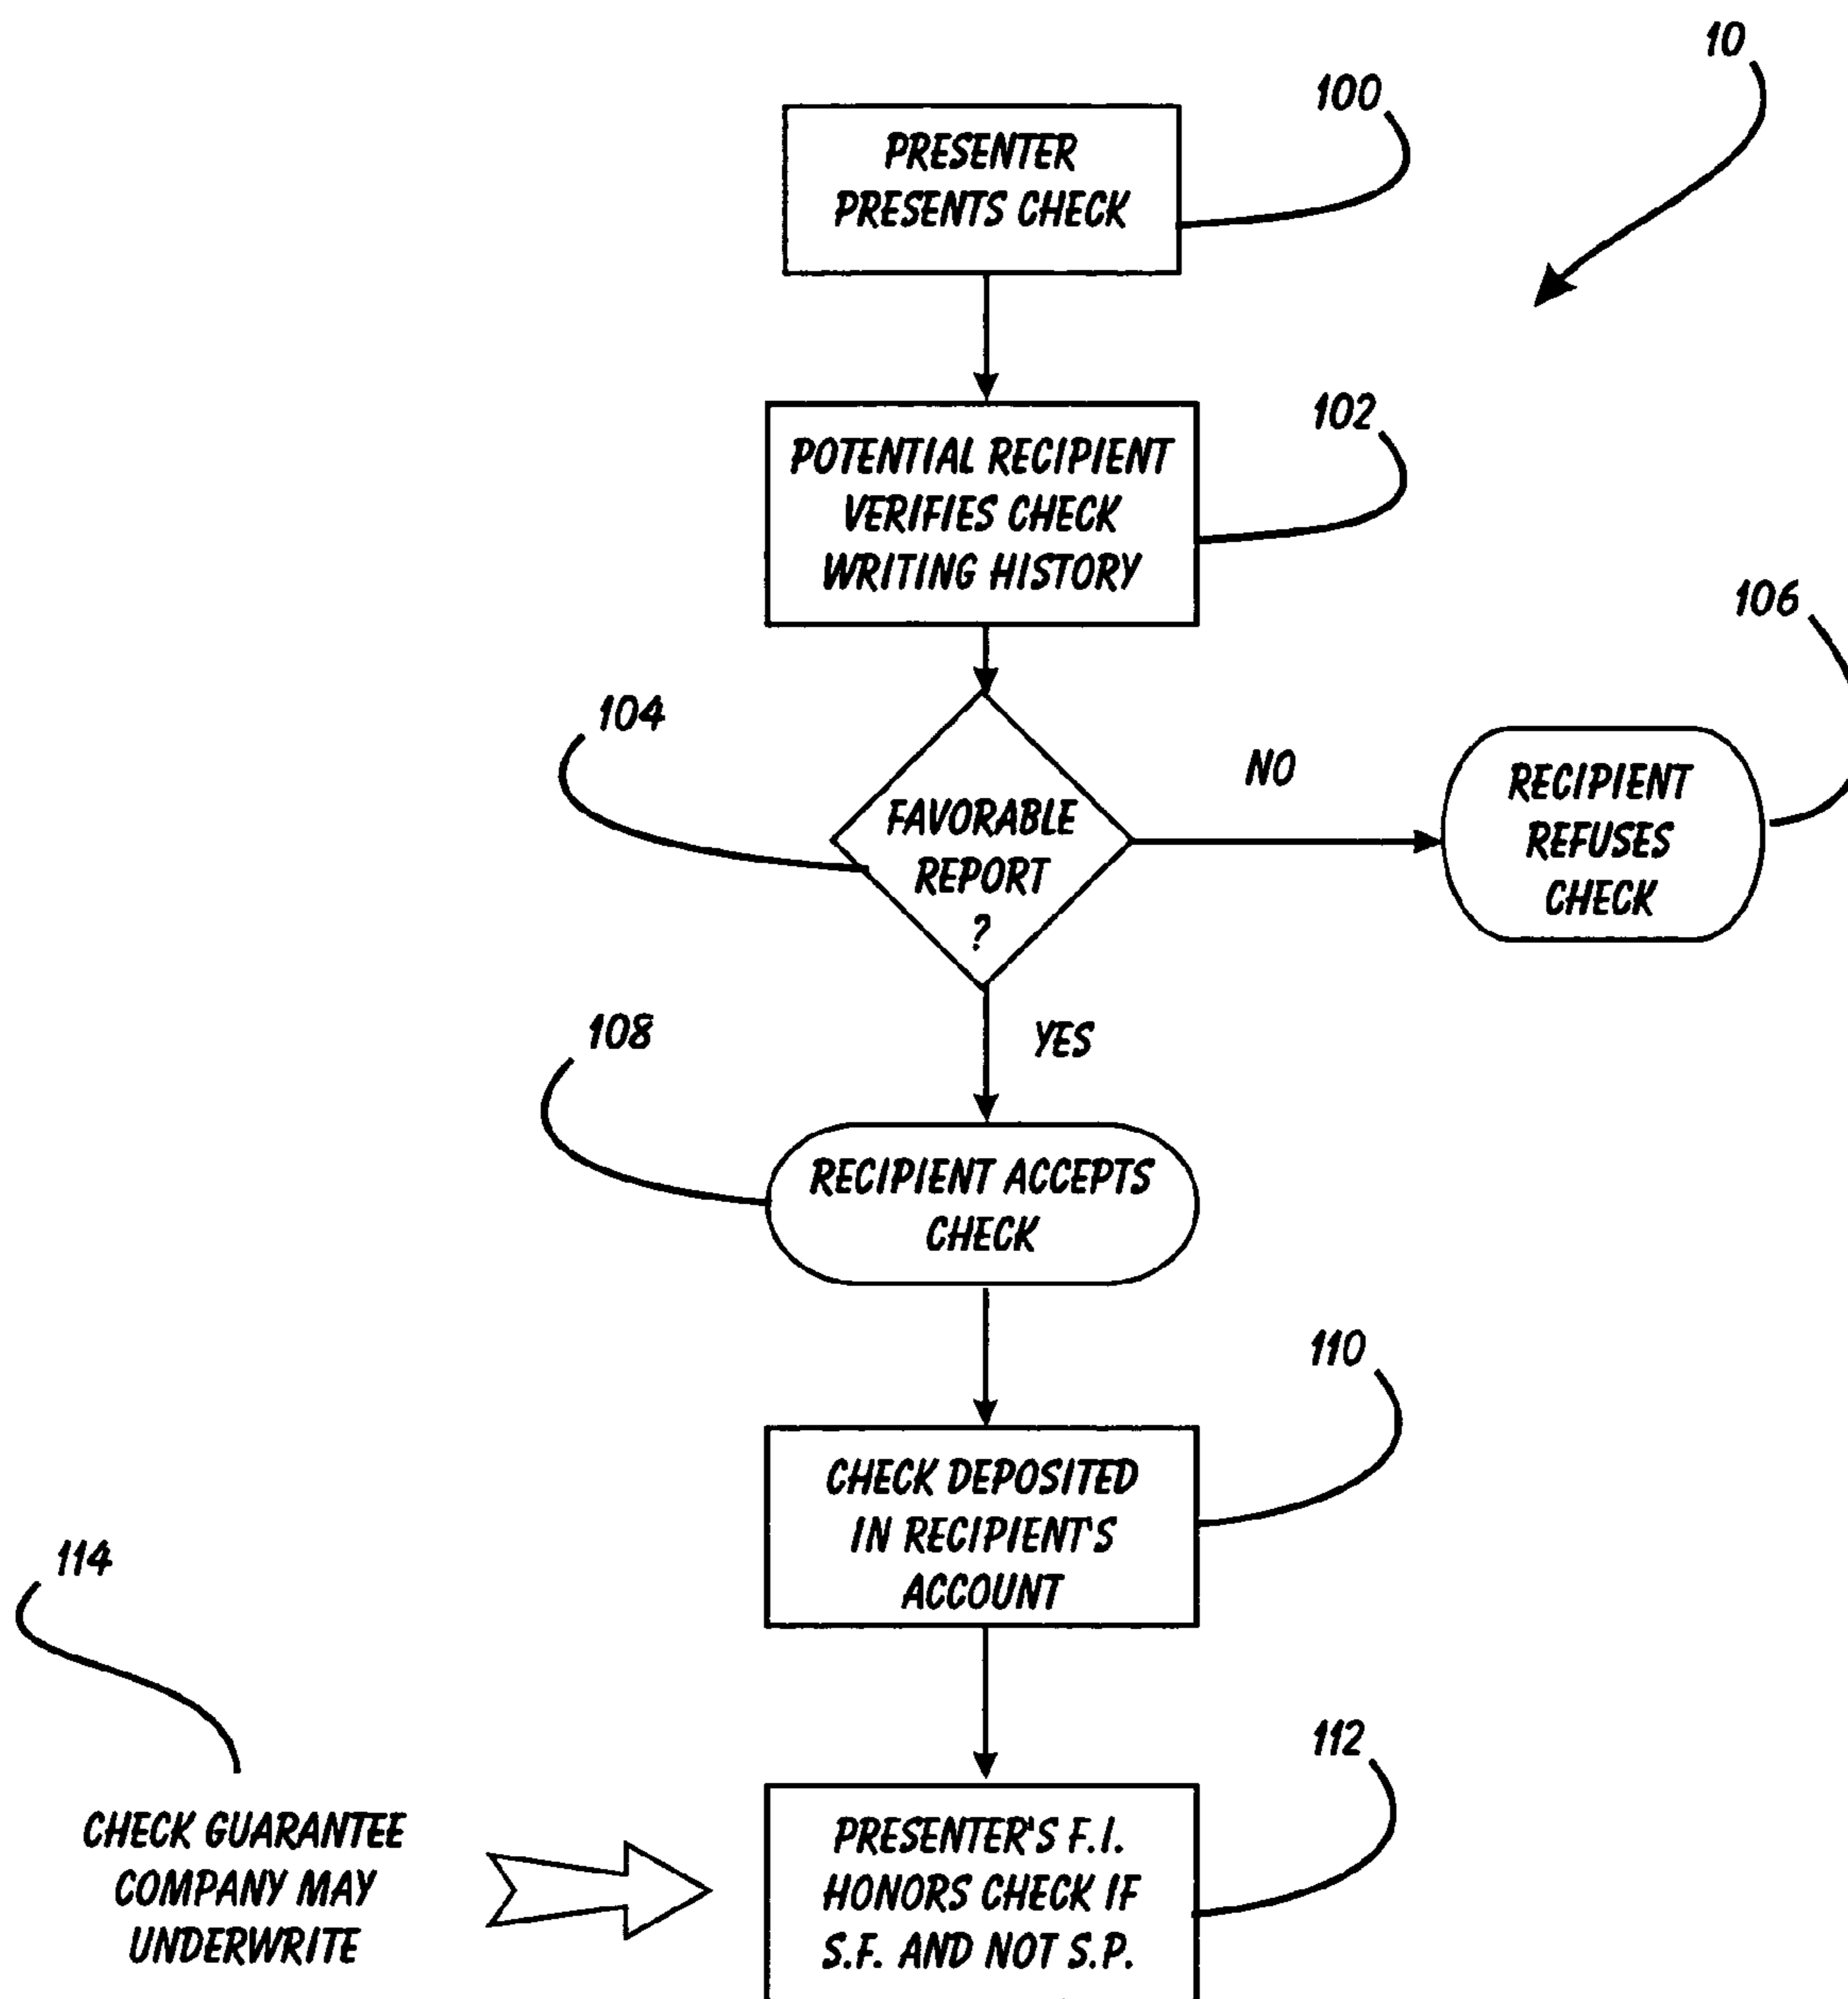 10
100
PRESENTER
PRESENTS CHECK
102
POTENTIAL RECIPIENT
VERIFIES CHECK
WRITING HISTORY
106
104
NO
FAVORABLE
REPORT
?
RECIPIENT
REFUSES
CHECK
108
YES
RECIPIENT ACCEPTS
CHECK
110
CHECK DEPOSITED
IN RECIPIENT'S
ACCOUNT
114
112
CHECK GUARANTEE
COMPANY MAY
UNDERWRITE
PRESENTER'S F.I.
HONORS CHECK IF
S.F. AND NOT S.P.